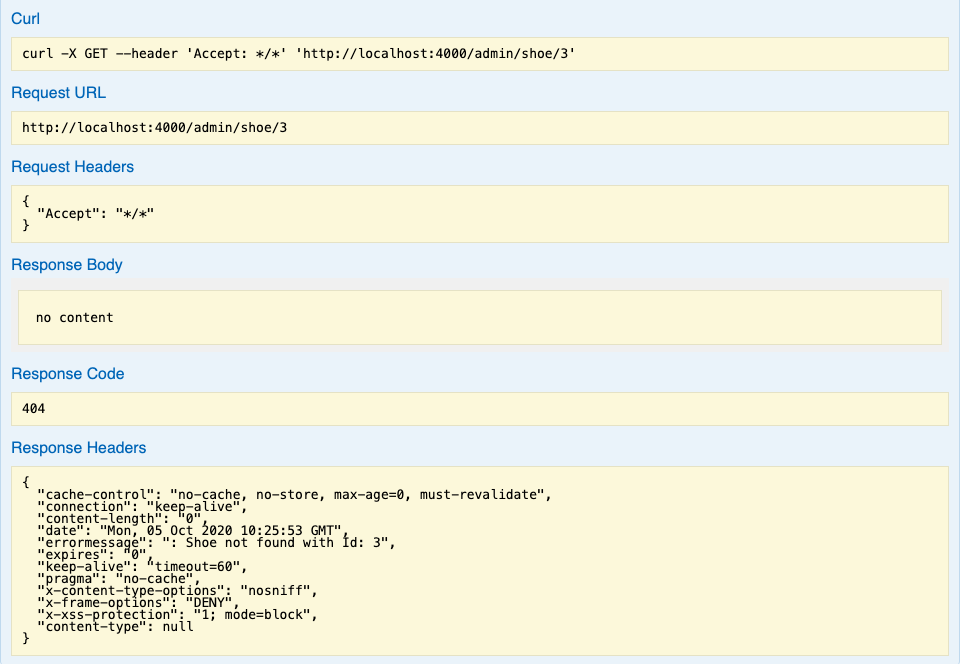 Curl
curl -X GET --header 'Accept: */*' 'http://localhost:4000/admin/shoe/3'
Request URL
http://localhost:4000/admin/shoe/3
Request Headers
{
  "Accept": "*/*"
}
Response Body
no content
Response Code
404
Response Headers
{
  "cache-control": "no-cache, no-store, max-age=0, must-revalidate",
  "connection": "keep-alive",
  "content-length": "0",
  "date": "Mon, 05 Oct 2020 10:25:53 GMT",
  "errormessage": ": Shoe not found with Id: 3",
  "expires": "0",
  "keep-alive": "timeout=60",
  "pragma": "no-cache",
  "x-content-type-options": "nosniff",
  "x-frame-options": "DENY",
  "x-xss-protection": "1; mode=block",
  "content-type": null
}